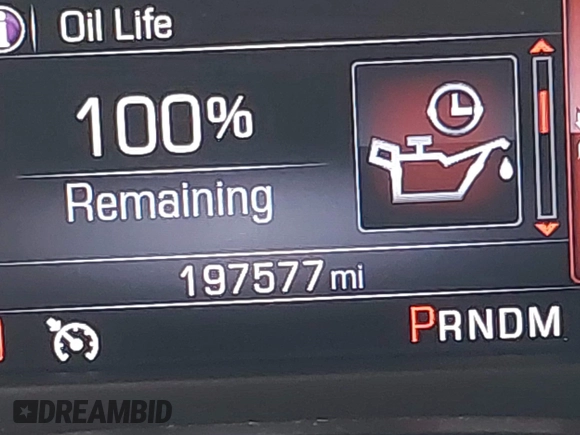 Oil Life
100%
Remaining
197577 mi
PRNDM
DREAMBID